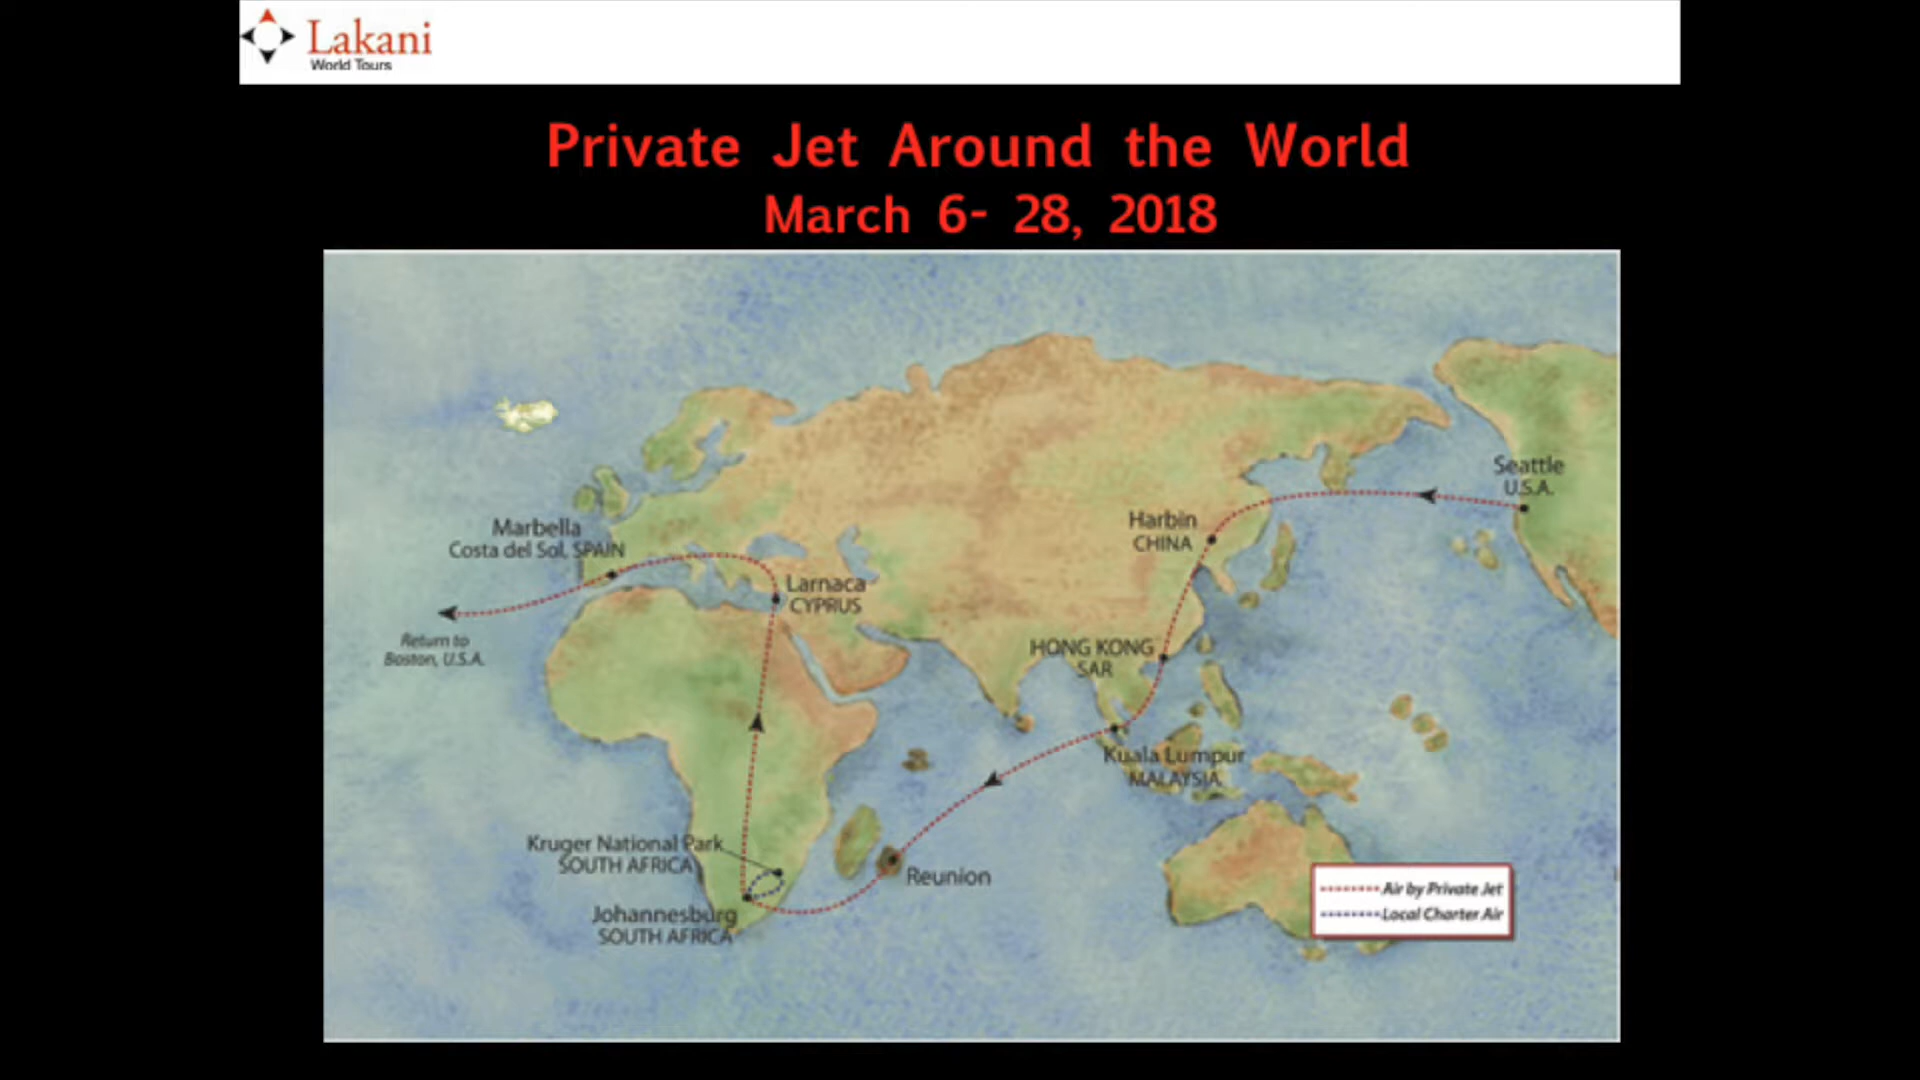 Lakani
World Tours
Private Jet Around the World
March 6- 28, 2018
Seattle
U.S.A.
Harbin
CHINA
Marbella
Costa del Sol, SPAIN
Larnaca
CYPRUS
Return to
Boston, U.S.A.
HONG KONG
SAR
Kuala Lumpur
MALAYSIA
Kruger National Park
SOUTH AFRICA
Reunion
Johannesburg
SOUTH AFRICA
Air by Private Jet
Local Charter Air